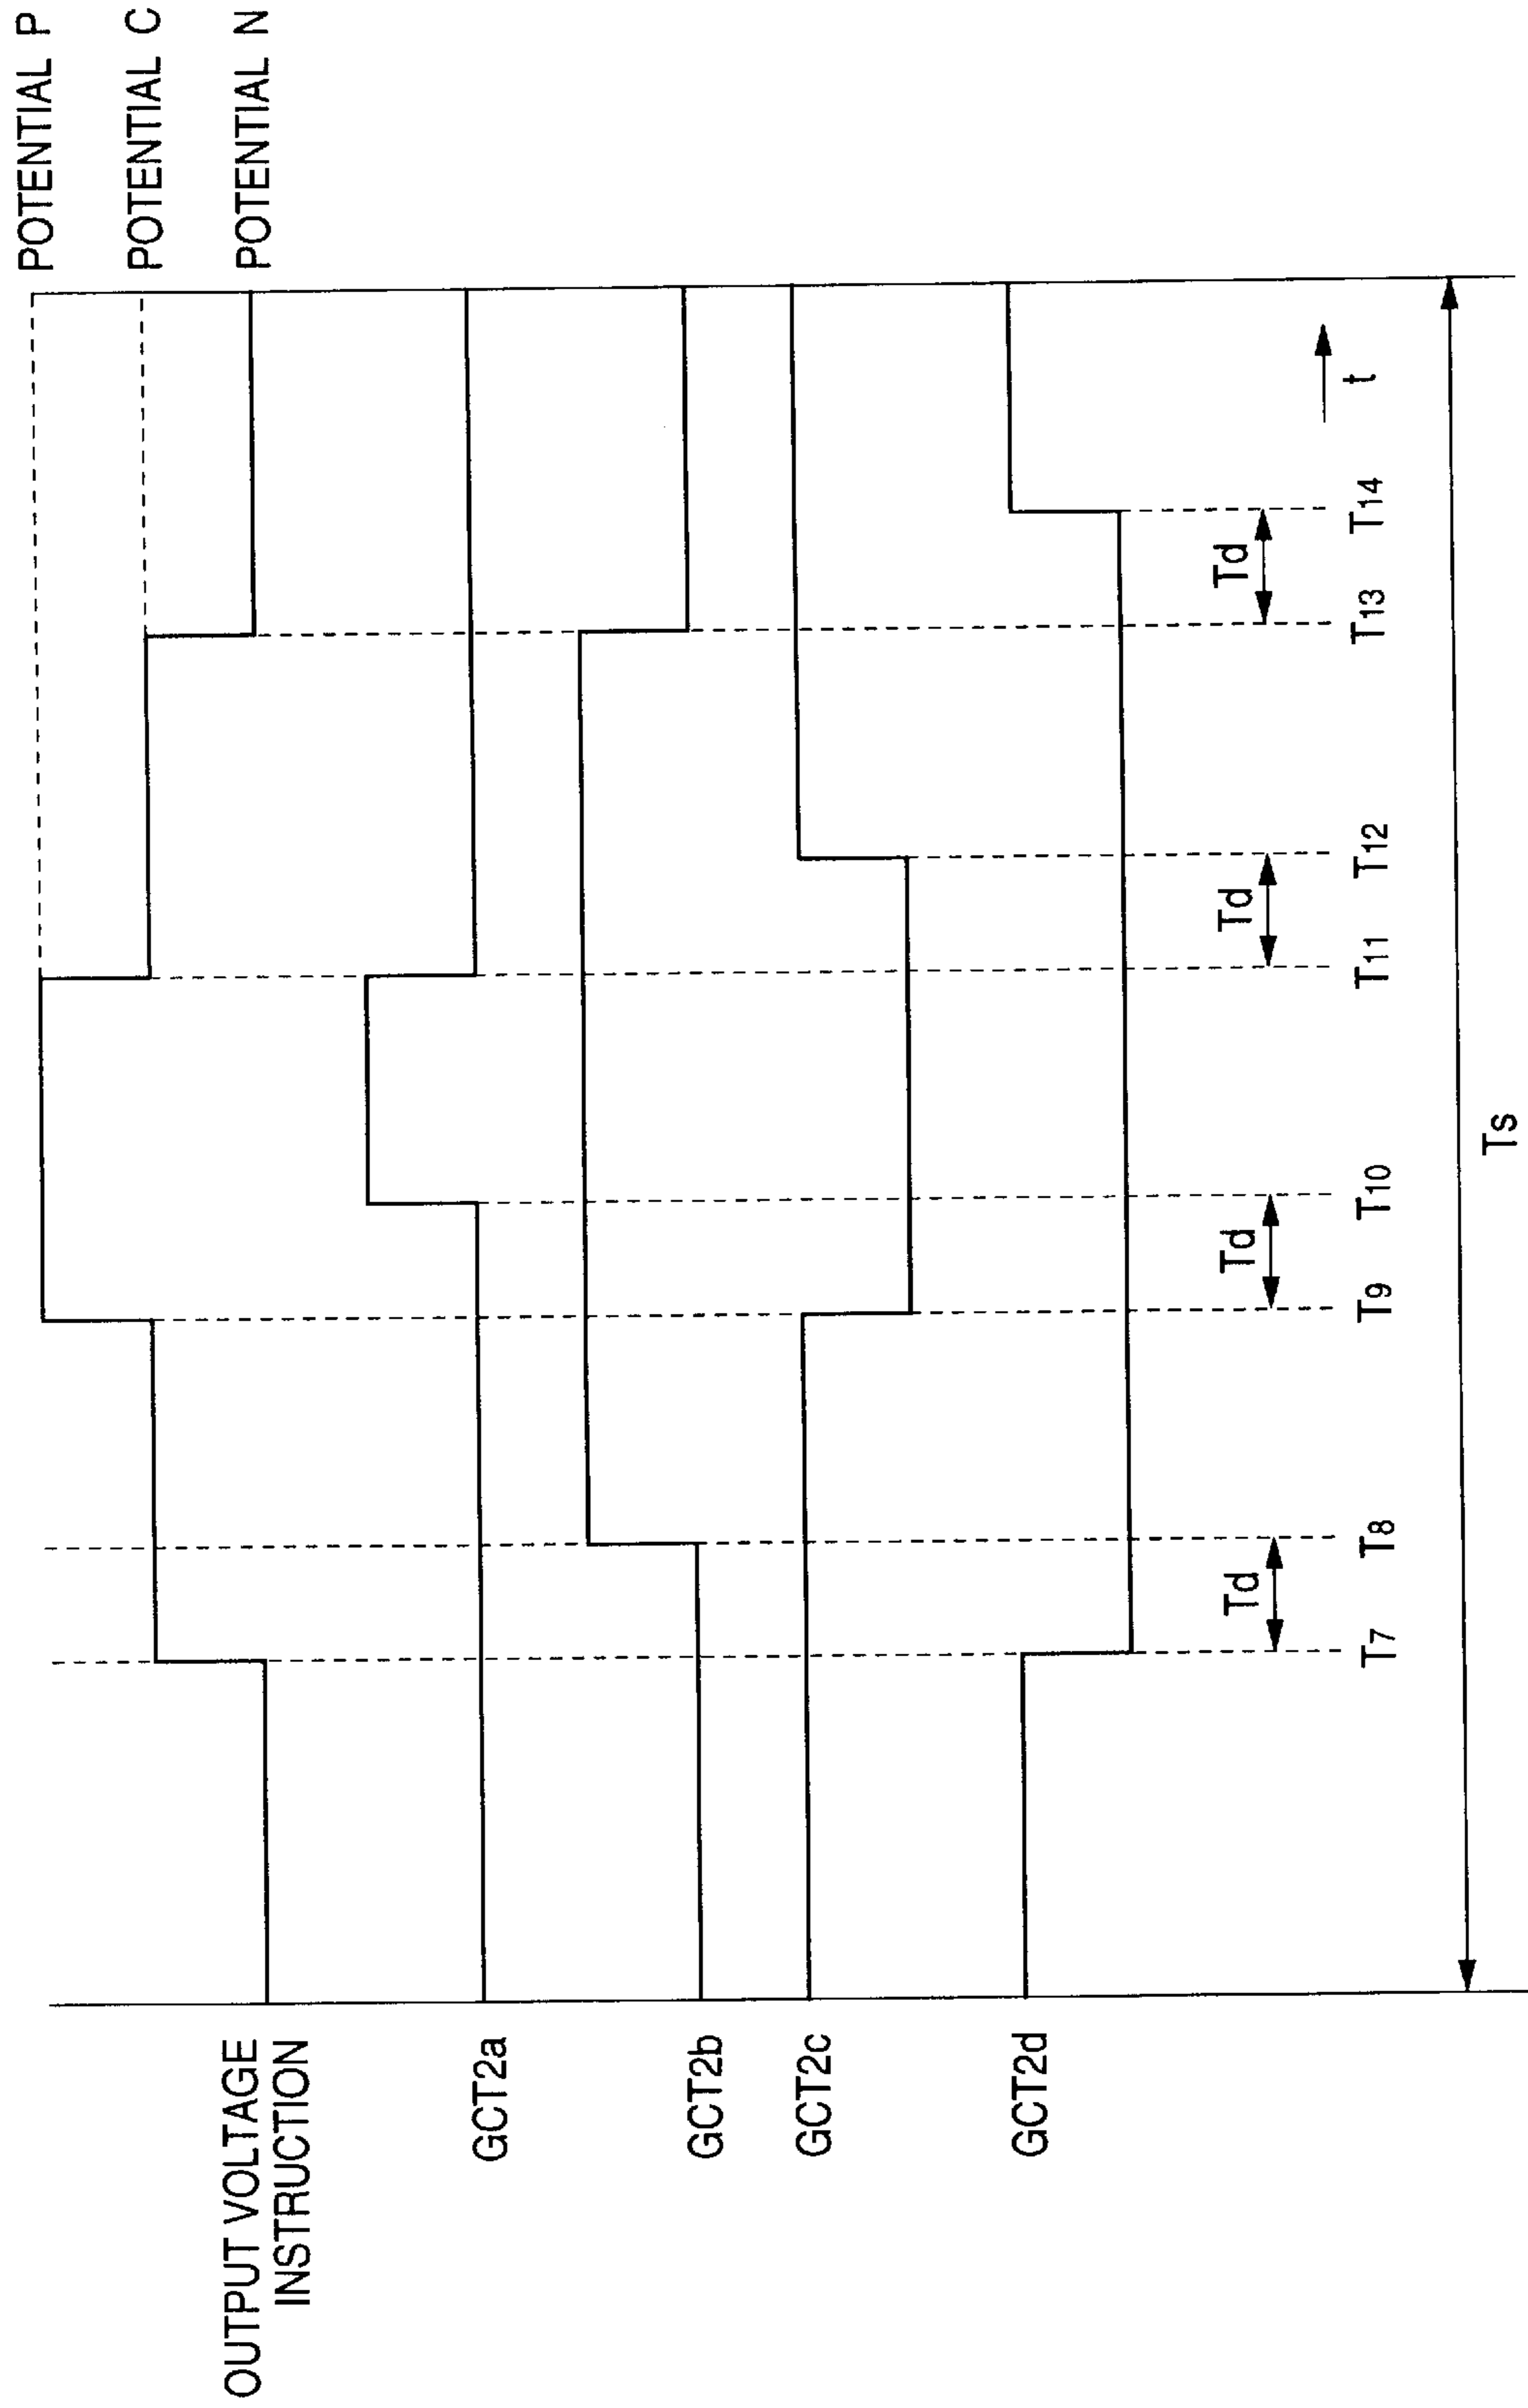 POTENTIAL P
POTENTIAL C
POTENTIAL N
OUTPUT VOLTAGE
INSTRUCTION
GCT2a
GCT2b
GCT2c
GCT2d
Td
Td
Td
Td
t
T7
T8
T9
T10
T11
T12
T13
T14
Ts